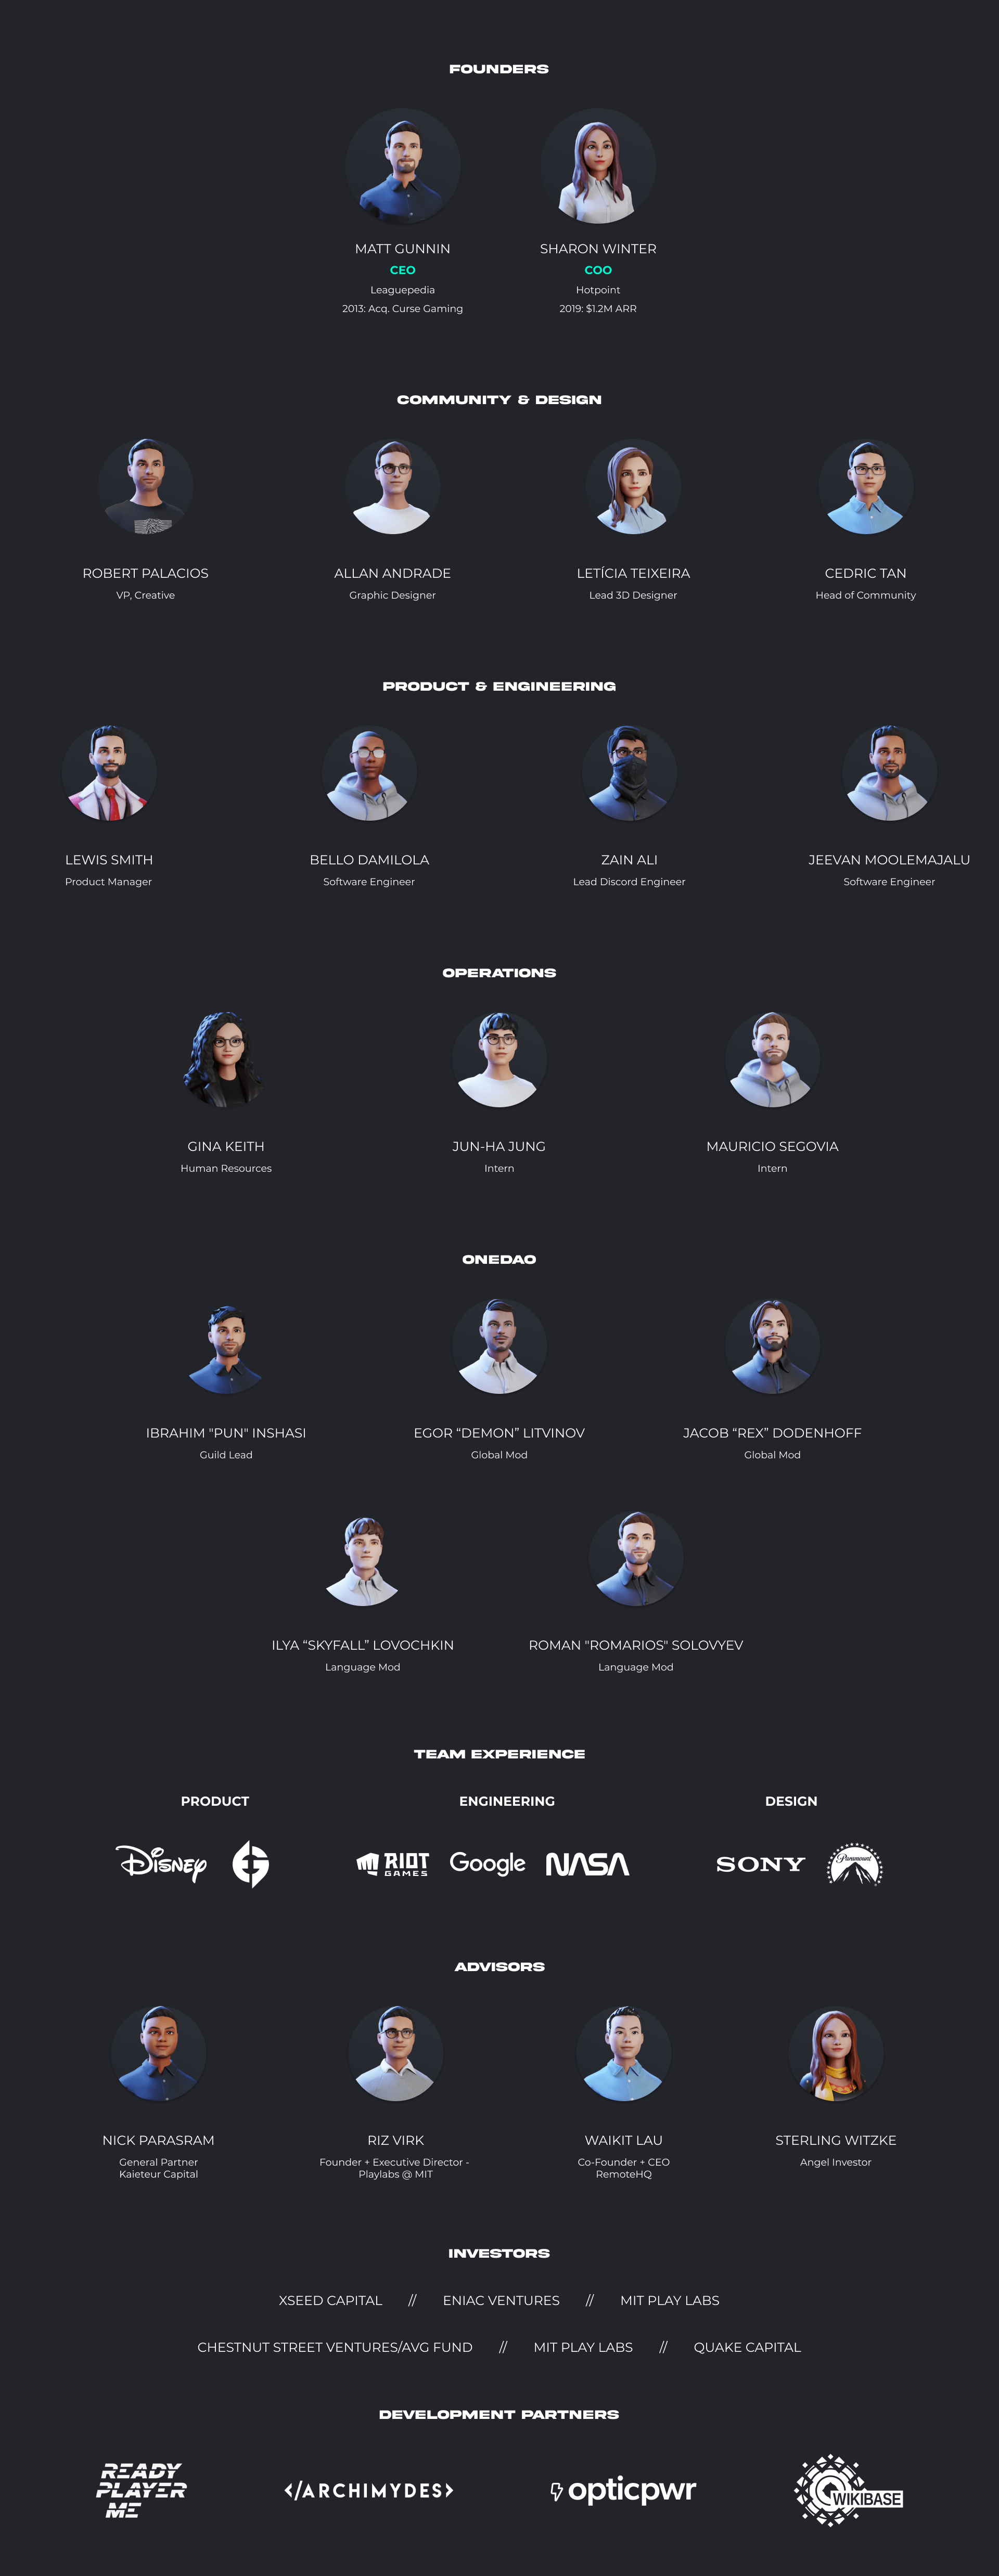 FOUNDERS
MATT GUNNIN
CEO
Leaguepedia
2013: Acq. Curse Gaming
SHARON WINTER
COO
Hotpoint
2019: $1.2M ARR
COMMUNITY & DESIGN
ROBERT PALACIOS
VP, Creative
ALLAN ANDRADE
Graphic Designer
LETÍCIA TEIXEIRA
Lead 3D Designer
CEDRIC TAN
Head of Community
PRODUCT & ENGINEERING
LEWIS SMITH
Product Manager
BELLO DAMILOLA
Software Engineer
ZAIN ALI
Lead Discord Engineer
JEEVAN MOOLEMAJALU
Software Engineer
OPERATIONS
GINA KEITH
Human Resources
JUN-HA JUNG
Intern
MAURICIO SEGOVIA
Intern
ONEDAO
IBRAHIM "PUN" INSHASI
Guild Lead
EGOR “DEMON” LITVINOV
Global Mod
JACOB “REX” DODENHOFF
Global Mod
ILYA “SKYFALL” LOVOCHKIN
Language Mod
ROMAN "ROMARIOS" SOLOVYEV
Language Mod
TEAM EXPERIENCE
PRODUCT
Disney
ENGINEERING
RIOT
GAMES
Google
NASA
DESIGN
SONY
Paramount
ADVISORS
NICK PARASRAM
General Partner
Kaieteur Capital
RIZ VIRK
Founder + Executive Director -
Playlabs @ MIT
WAIKIT LAU
Co-Founder + CEO
RemoteHQ
STERLING WITZKE
Angel Investor
INVESTORS
XSEED CAPITAL // ENIAC VENTURES // MIT PLAY LABS
CHESTNUT STREET VENTURES/AVG FUND // MIT PLAY LABS // QUAKE CAPITAL
DEVELOPMENT PARTNERS
READY
PLAYER
ME
</ARCHIMYDES>
opticpwr
WIKIBASE